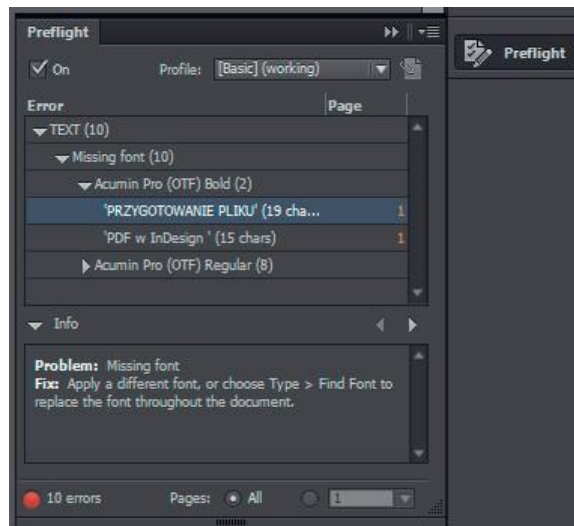 Preflight
Preflight
On Profile: [Basic] (working)
Error Page
TEXT (10)
Missing font (10)
Acumin Pro (OTF) Bold (2)
'PRZYGOTOWANIE PLIKU' (19 cha... 1
'PDF w InDesign ' (15 chars) 1
Acumin Pro (OTF) Regular (8)
Info
Problem: Missing font
Fix: Apply a different font, or choose Type > Find Font to
replace the font throughout the document.
10 errors Pages: All 1